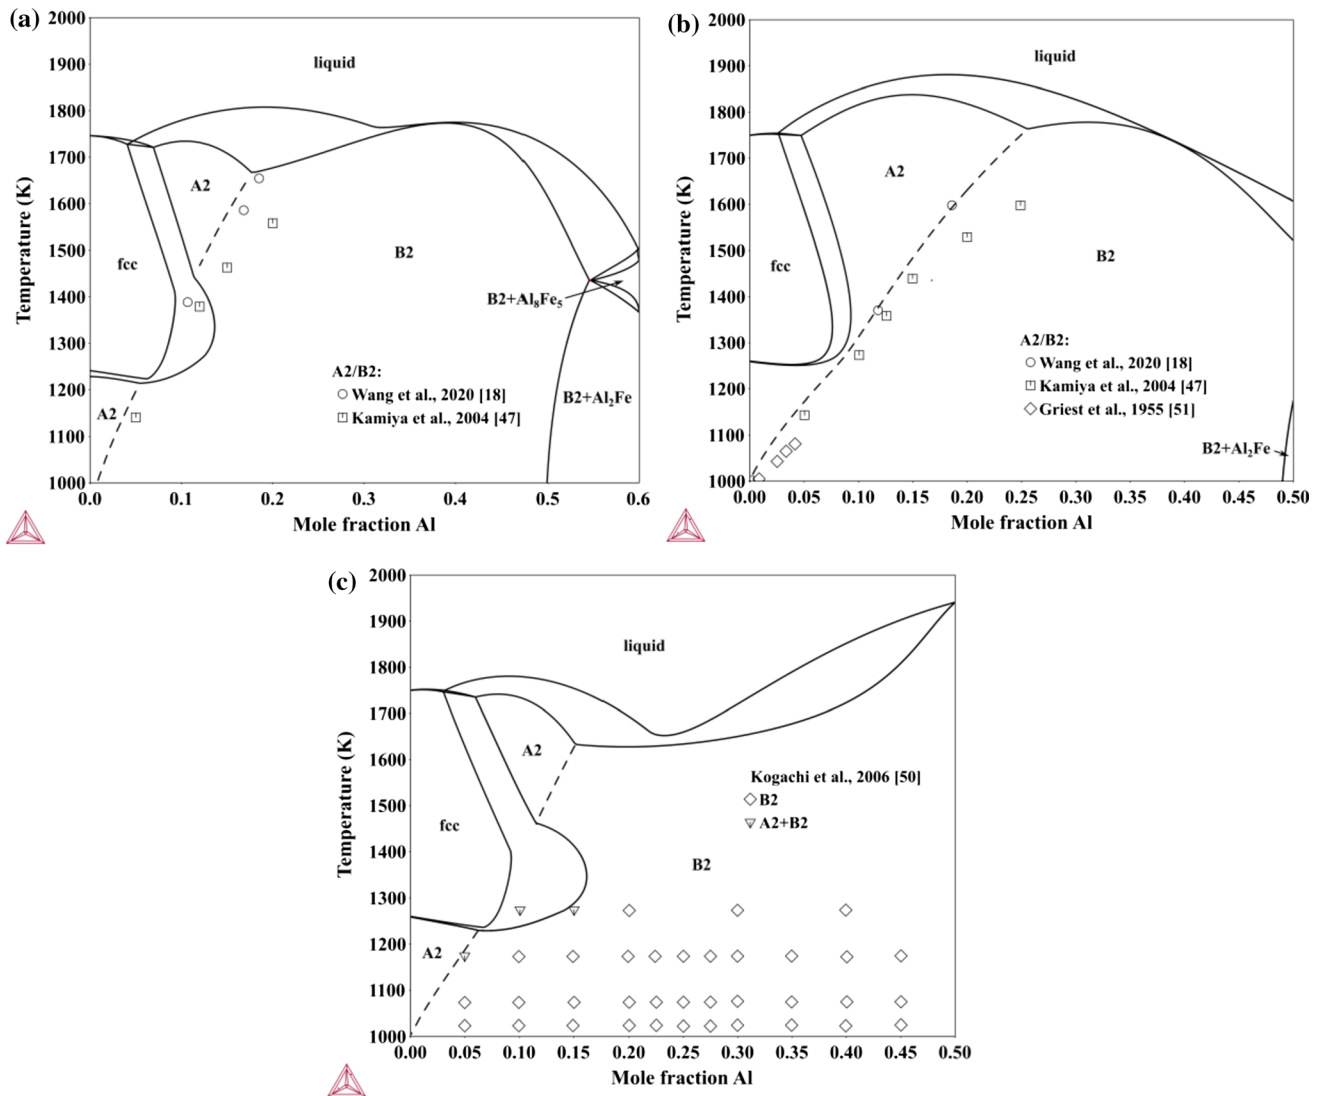 (a)
2000
1900
1800
1700
1600
1500
1400
1300
1200
1100
1000
Temperature (K)
liquid
A2
fcc
B2
B2+Al8Fe5
A2/B2:
Wang et al., 2020 [18]
Kamiya et al., 2004 [47]
B2+Al2Fe
A2
0.0 0.1 0.2 0.3 0.4 0.5 0.6
Mole fraction Al
(b)
2000
1900
1800
1700
1600
1500
1400
1300
1200
1100
1000
Temperature (K)
liquid
A2
fcc
B2
A2/B2:
Wang et al., 2020 [18]
Kamiya et al., 2004 [47]
Griest et al., 1955 [51]
B2+Al2Fe
0.00 0.05 0.10 0.15 0.20 0.25 0.30 0.35 0.40 0.45 0.50
Mole fraction Al
(c)
2000
1900
1800
1700
1600
1500
1400
1300
1200
1100
1000
Temperature (K)
liquid
A2
Kogachi et al., 2006 [50]
B2
A2+B2
fcc
B2
A2
0.00 0.05 0.10 0.15 0.20 0.25 0.30 0.35 0.40 0.45 0.50
Mole fraction Al